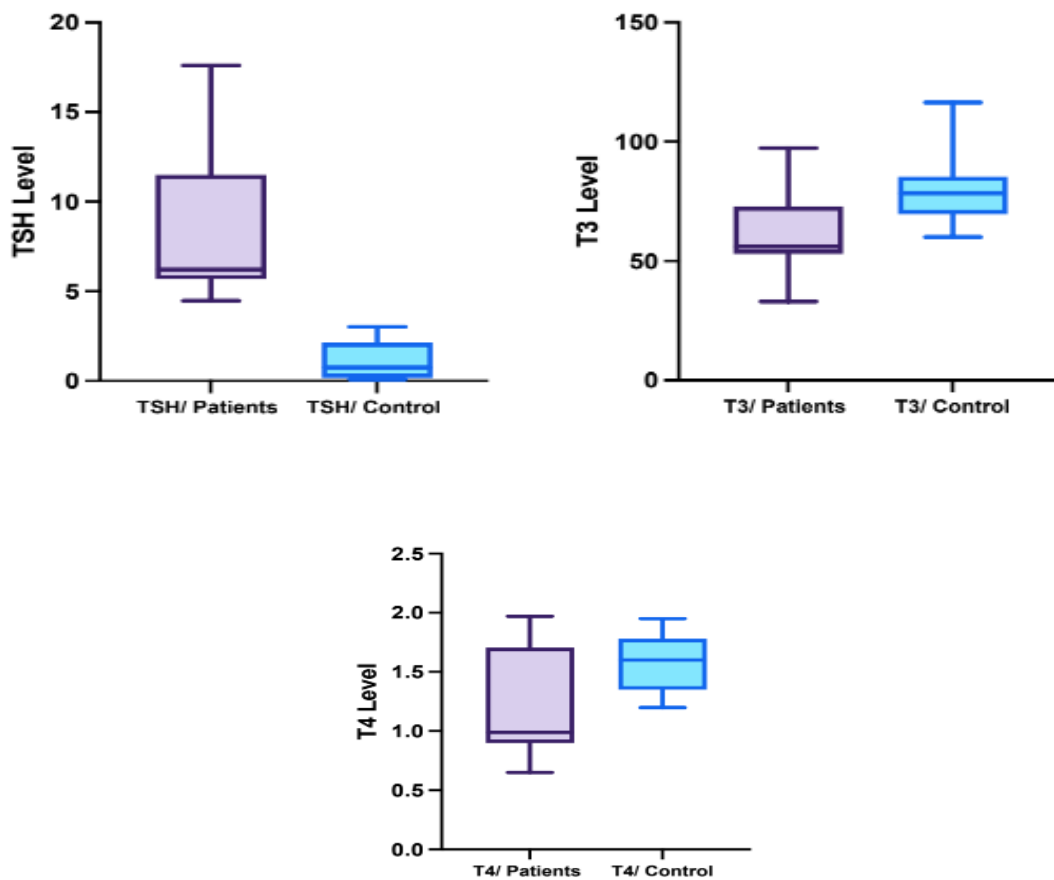 TSH Level
20
15
10
5
0
TSH/ Patients
TSH/ Control
T3 Level
150
100
50
0
T3/ Patients
T3/ Control
T4 Level
2.5
2.0
1.5
1.0
0.5
0.0
T4/ Patients
T4/ Control